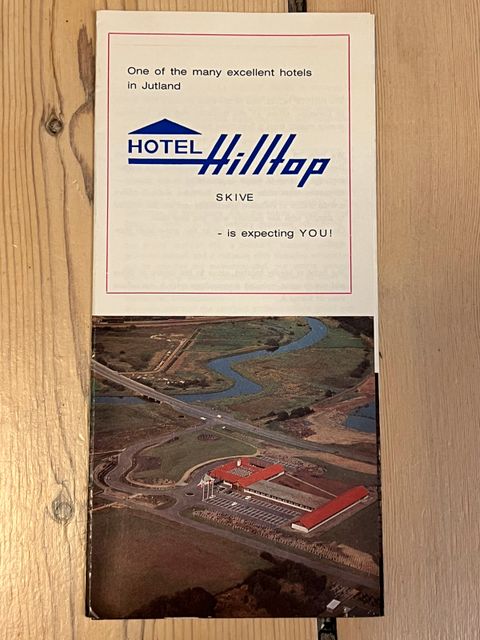 One of the many excellent hotels
in Jutland
HOTEL Hilltop
SKIVE
- is expecting YOU!